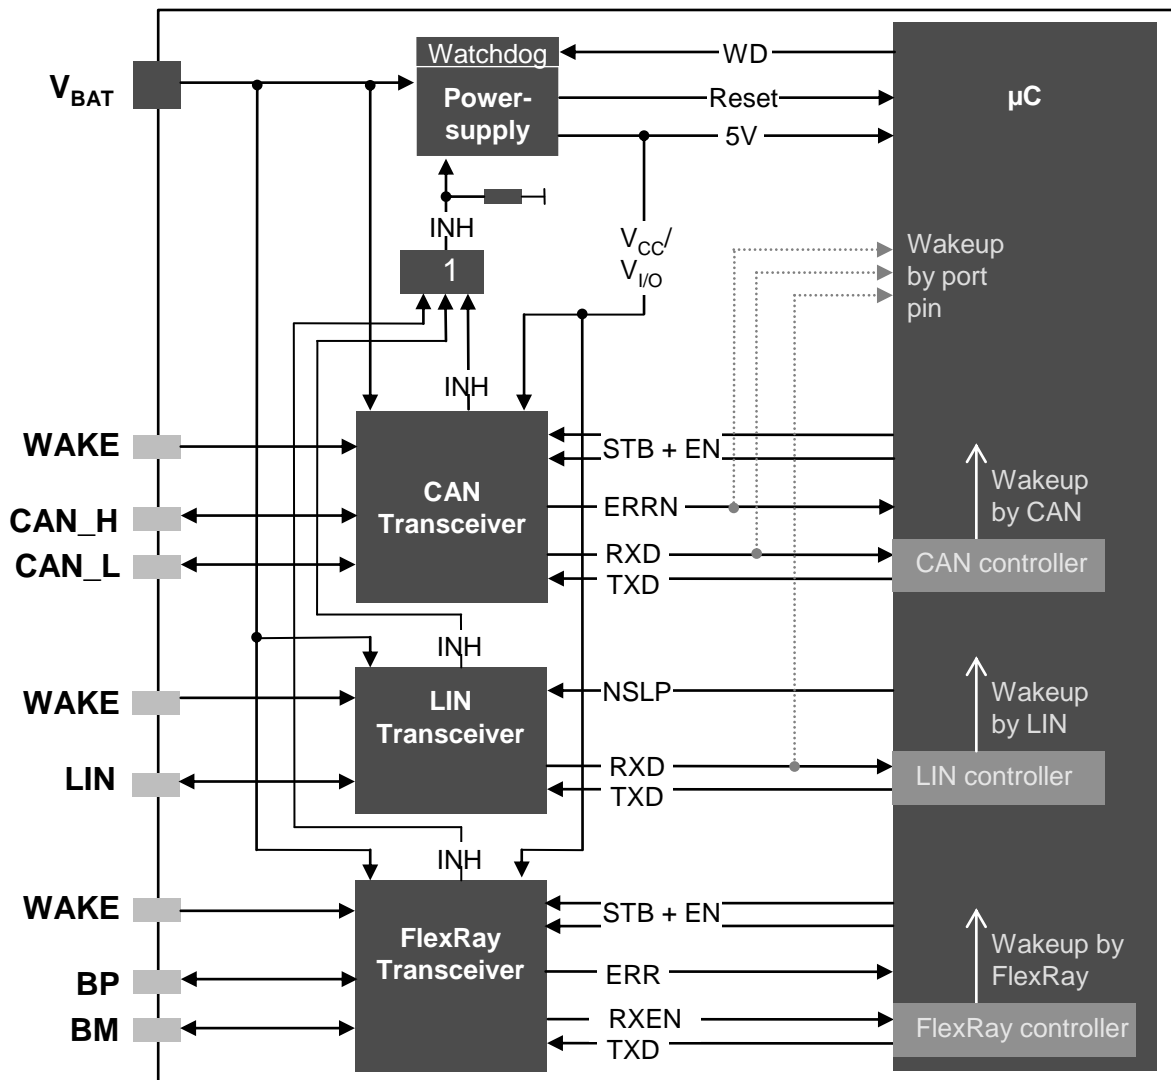 Watchdog
WD
V_BAT
Power-
supply
Reset
µC
5V
INH
V_CC/
V_I/O
1
Wakeup
by port
pin
INH
WAKE
STB + EN
CAN
Transceiver
Wakeup
by CAN
CAN_H
ERRN
CAN_L
RXD
CAN controller
TXD
INH
WAKE
LIN
Transceiver
NSLP
Wakeup
by LIN
LIN
RXD
LIN controller
TXD
INH
WAKE
STB + EN
FlexRay
Transceiver
Wakeup by
FlexRay
BP
ERR
BM
RXEN
FlexRay controller
TXD